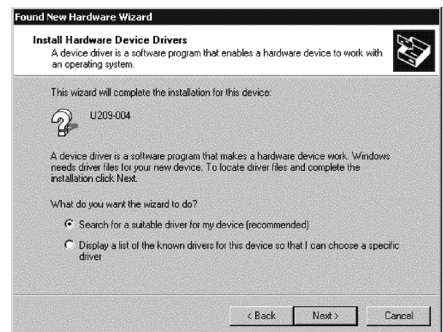 Found New Hardware Wizard
Install Hardware Device Drivers
A device driver is a software program that enables a hardware device to work with
an operating system.
This wizard will complete the installation for this device:
U209-004
A device driver is a software program that makes a hardware device work. Windows
needs driver files for your new device. To locate driver files and complete the
installation click Next.
What do you want the wizard to do?
Search for a suitable driver for my device (recommended)
Display a list of the known drivers for this device so that I can choose a specific
driver
< Back Next > Cancel